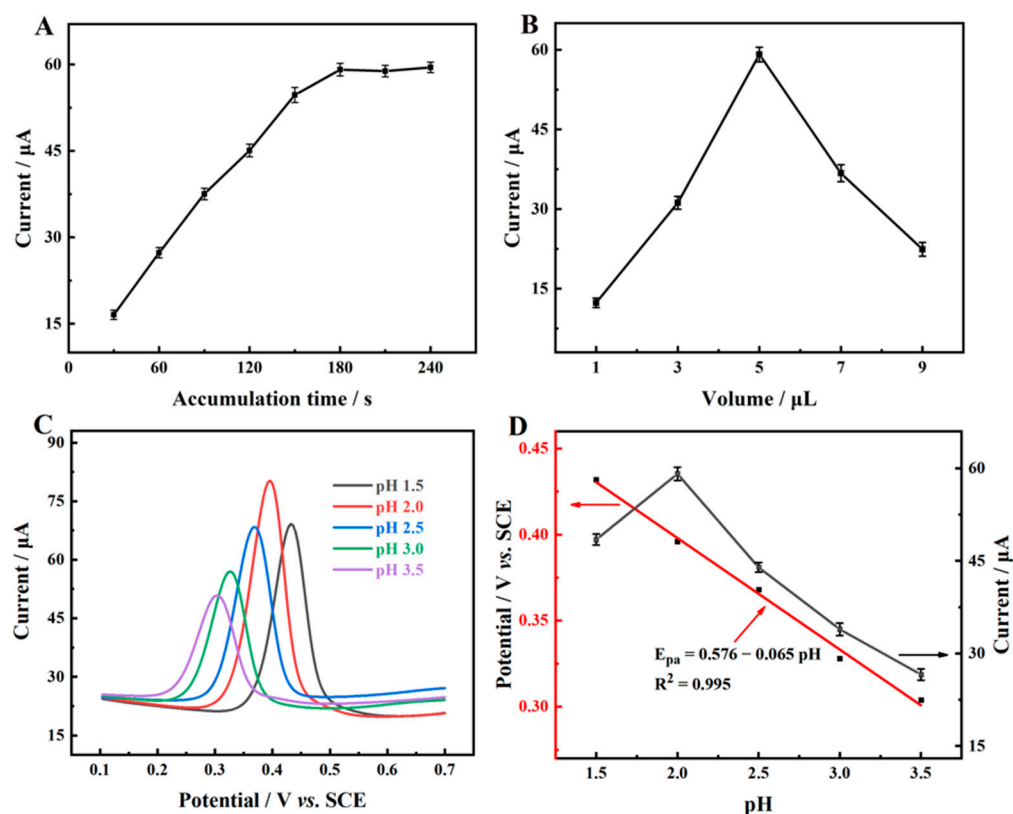 A
60
45
30
15
Current / µA
0 60 120 180 240
Accumulation time / s
B
60
45
30
15
Current / µA
1 3 5 7 9
Volume / µL
C
90
75
60
45
30
15
Current / µA
pH 1.5
pH 2.0
pH 2.5
pH 3.0
pH 3.5
0.1 0.2 0.3 0.4 0.5 0.6 0.7
Potential / V vs. SCE
D
0.45
0.40
0.35
0.30
Potential / V vs. SCE
Epa = 0.576 − 0.065 pH
R² = 0.995
60
45
30
15
Current / µA
1.5 2.0 2.5 3.0 3.5
pH